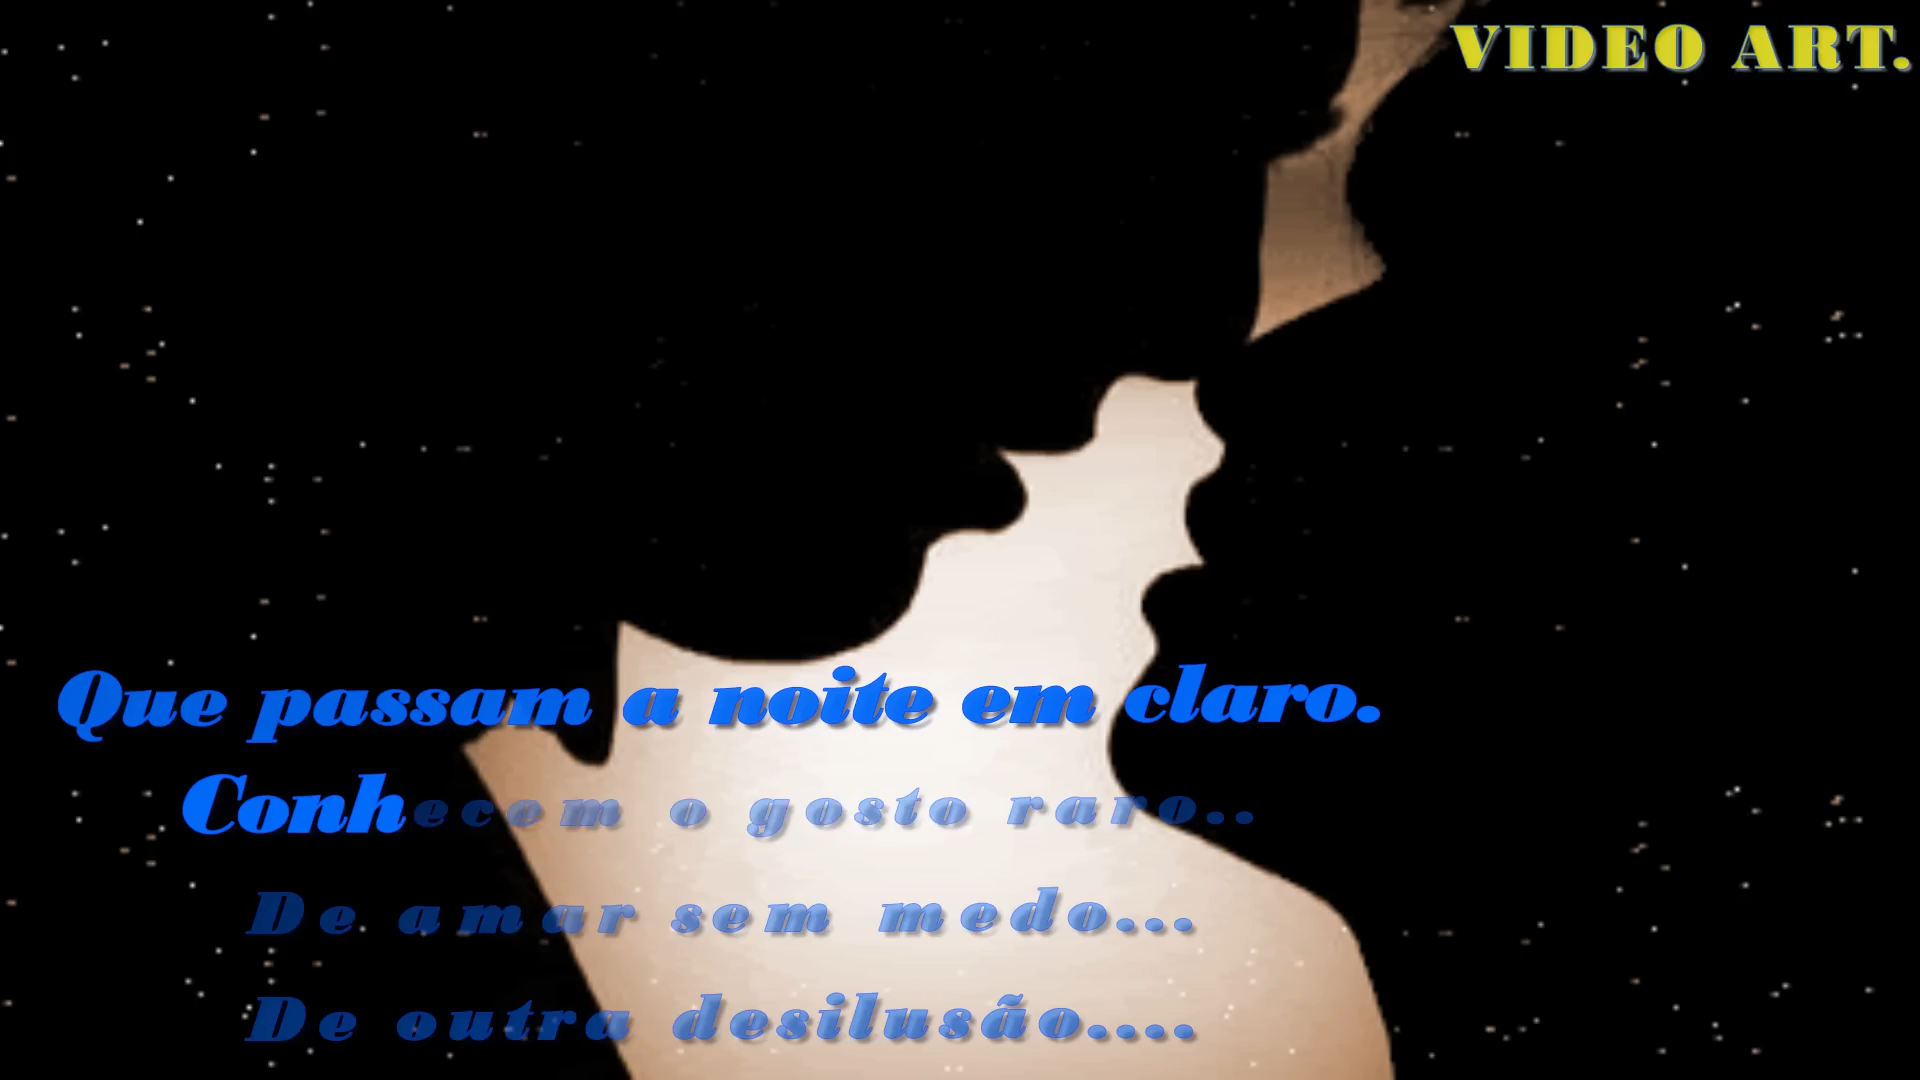 VIDEO ART.
Que passam a noite em claro.
Conhecem o gosto raro..
De amar sem medo...
De outra desilusão....